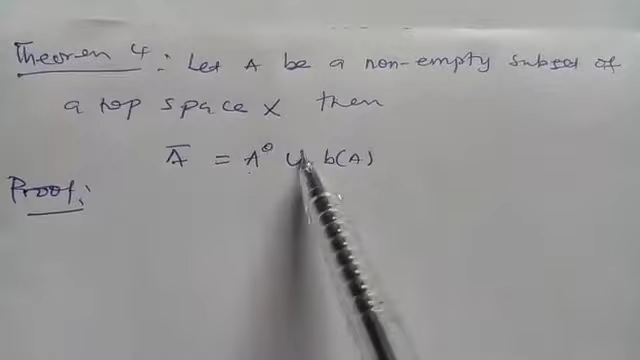 Theorem 4 : Let A be a non-empty subset of
a top space X then
A̅ = A° ∪ b(A)
Proof: